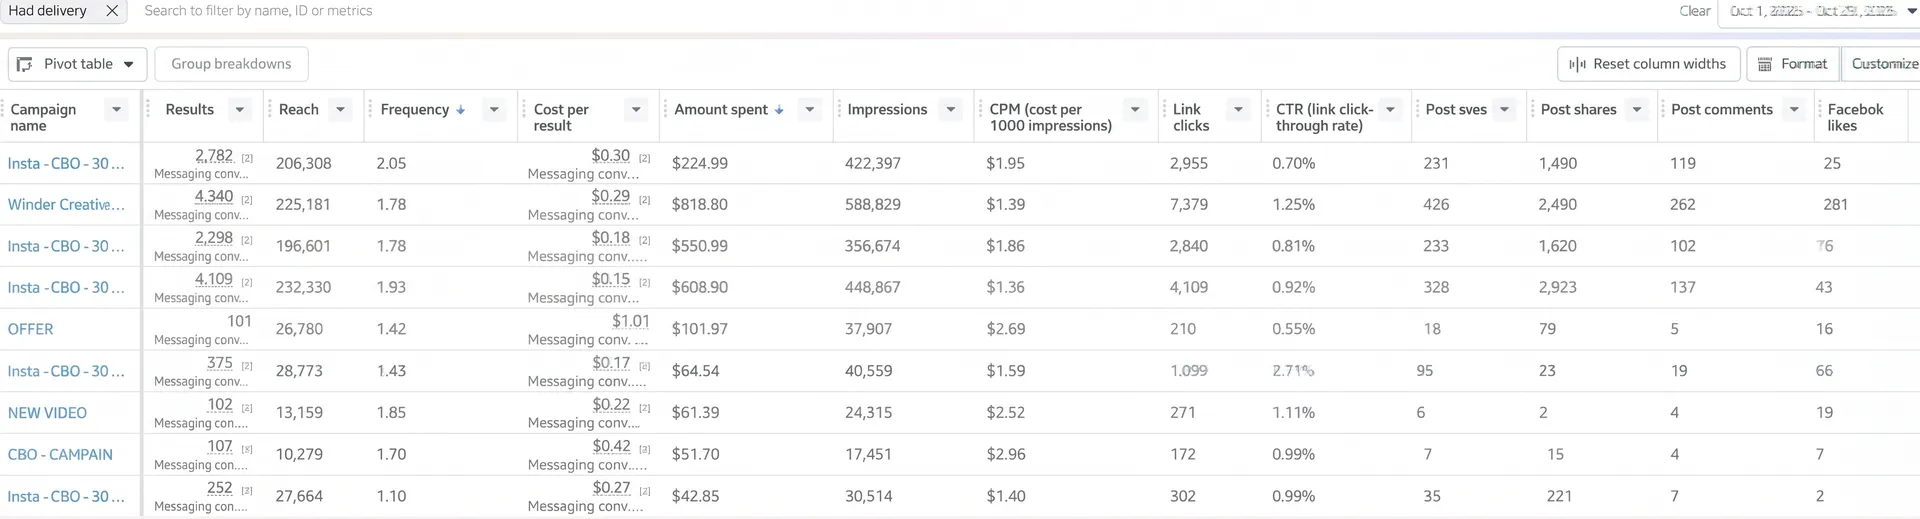 Had delivery ×
Search to filter by name, ID or metrics
Clear
Pivot table
Group breakdowns
Reset column widths
Format
Customize
Campaign name
Results
Reach
Frequency ↓
Cost per result
Amount spent ↓
Impressions
CPM (cost per 1000 impressions)
Link clicks
CTR (link click-through rate)
Post sves
Post shares
Post comments
Facebok likes
Insta - CBO - 30 ... 2,782 [2] 206,308 2.05 $0.30 [2] $224.99 422,397 $1.95 2,955 0.70% 231 1,490 119 25
Messaging conv... Messaging conv...
Winder Creative... 4.340 [2] 225,181 1.78 $0.29 [2] $818.80 588,829 $1.39 7,379 1.25% 426 2,490 262 281
Messaging conv... Messaging conv...
Insta - CBO - 30 ... 2,298 [2] 196,601 1.78 $0.18 [2] $550.99 356,674 $1.86 2,840 0.81% 233 1,620 102 76
Messaging conv... Messaging conv.....
Insta - CBO - 30 ... 4,109 [2] 232,330 1.93 $0.15 [2] $608.90 448,867 $1.36 4,109 0.92% 328 2,923 137 43
Messaging conv... Messaging conv...
OFFER 101 26,780 1.42 $1.01 $101.97 37,907 $2.69 210 0.55% 18 79 5 16
Messaging conv... Messaging conv. ...
Insta - CBO - 30 ... 375 [2] 28,773 1.43 $0.17 $64.54 40,559 $1.59 1.099 2.71% 95 23 19 66
Messaging conv... Messaging conv.....
NEW VIDEO 102 [2] 13,159 1.85 $0.22 [2] $61.39 24,315 $2.52 271 1.11% 6 2 4 19
Messaging con.... Messaging conv....
CBO - CAMPAIN 107 10,279 1.70 $0.42 $51.70 17,451 $2.96 172 0.99% 7 15 4 7
Messaging con.... Messaging conv.....
Insta - CBO - 30 ... 252 [2] 27,664 1.10 $0.27 [2] $42.85 30,514 $1.40 302 0.99% 35 221 7 2
Messaging con.... Messaging conv....